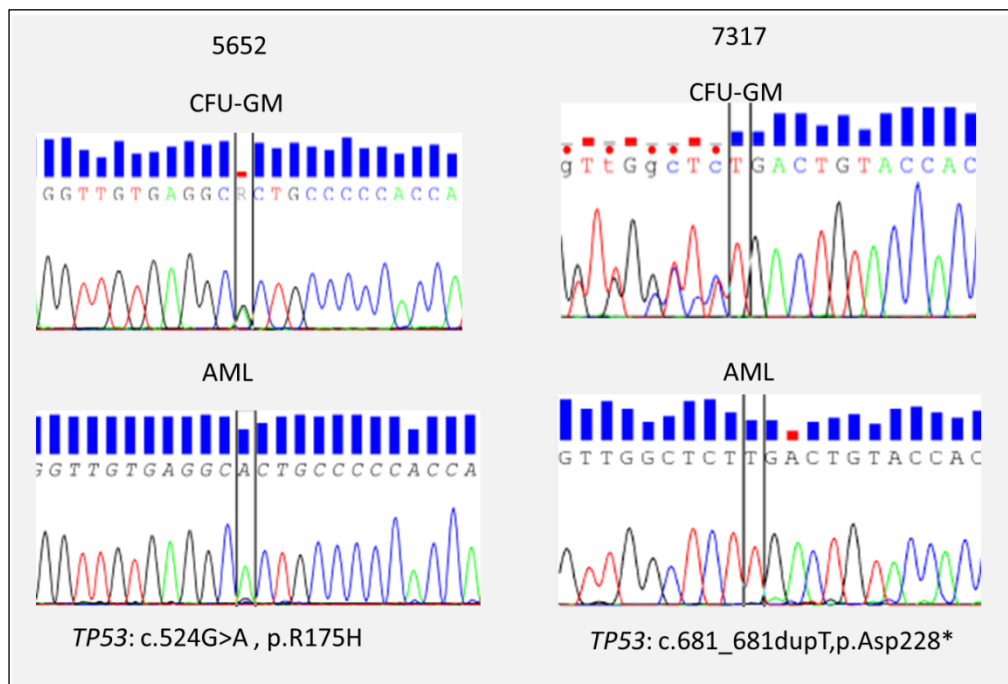 5652
CFU-GM
GGTTGTGAGGCRCTGCCCCCACCA
AML
GGTTGTGAGGCACTGCCCCCACCA
TP53: c.524G>A , p.R175H
7317
CFU-GM
gTtGgcTcTGACTGTACCAC
AML
GTTGGCTCTTGACTGTACCAC
TP53: c.681_681dupT,p.Asp228*